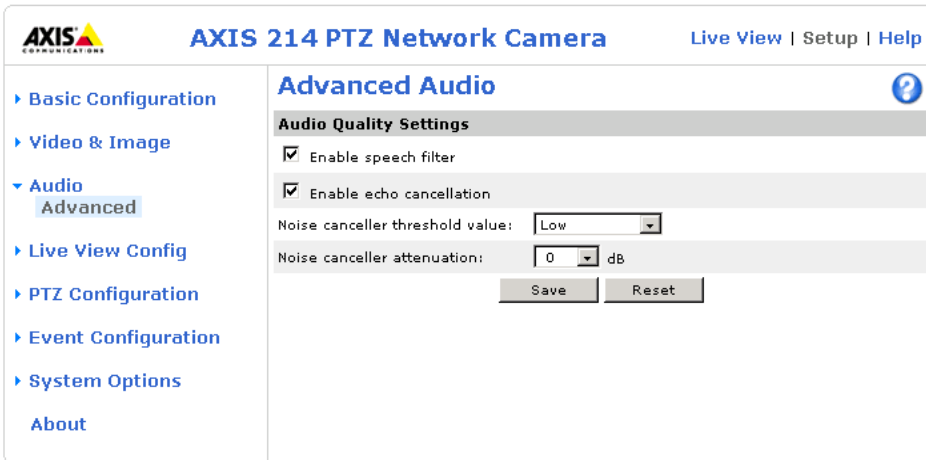 AXIS
COMMUNICATIONS
AXIS 214 PTZ Network Camera
Live View | Setup | Help
Basic Configuration
Video & Image
Audio
Advanced
Live View Config
PTZ Configuration
Event Configuration
System Options
About
Advanced Audio
?
Audio Quality Settings
Enable speech filter
Enable echo cancellation
Noise canceller threshold value: Low
Noise canceller attenuation: 0 dB
Save Reset